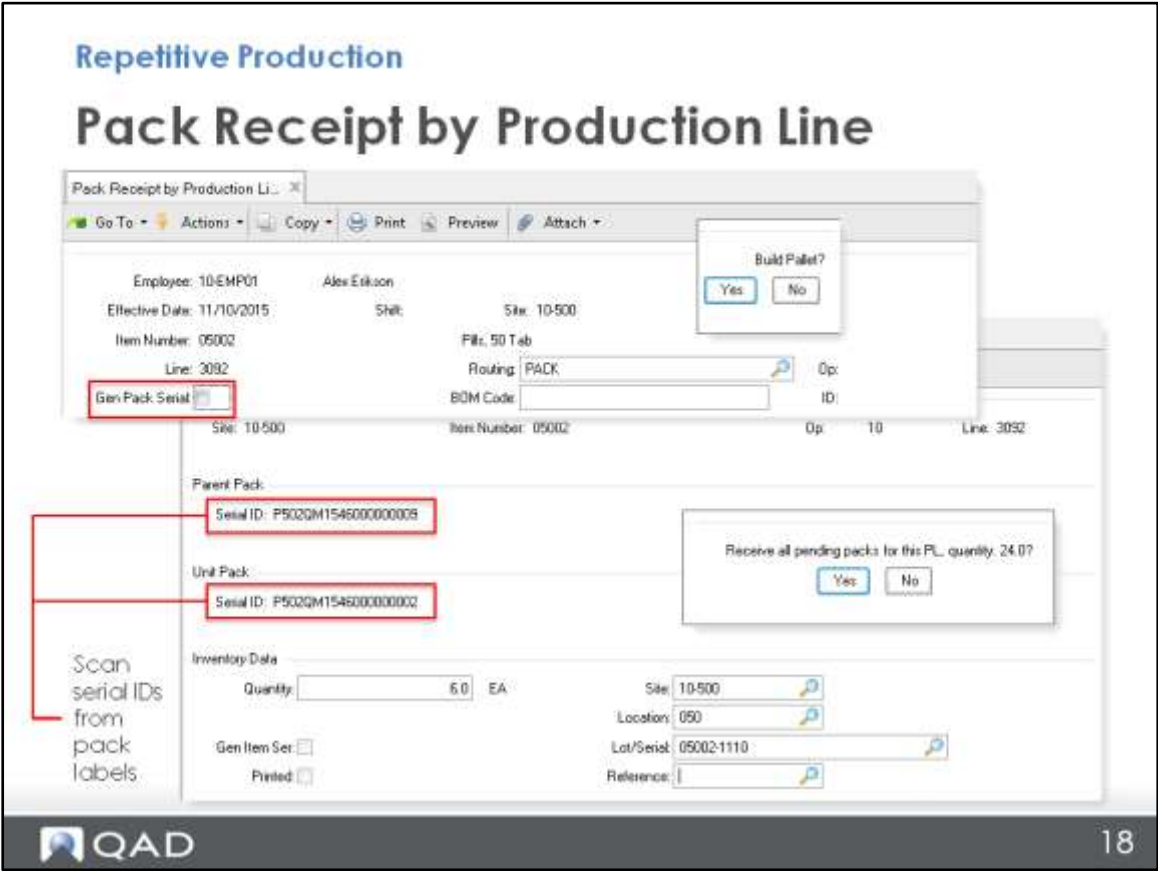 Repetitive Production
Pack Receipt by Production Line
Pack Receipt by Production Li...
Go To Actions Copy Print Preview Attach
Build Pallet?
Yes No
Employee: 10-EMP01 Alex Erikson
Effective Date: 11/10/2015 Shift: Site: 10-500
Item Number: 05002 Pills, 50 Tab
Line: 3092 Routing: PACK Op:
Gen Pack Serial: BOM Code: ID:
Site: 10-500 Item Number: 05002 Op: 10 Line: 3092
Parent Pack
Serial ID: P502QM1546000000009
Receive all pending packs for this PL, quantity: 24.0?
Yes No
Unit Pack
Serial ID: P502QM1546000000002
Scan
serial IDs
from
pack
labels
Inventory Data
Quantity: 6.0 EA Site: 10-500
Location: 050
Gen Item Ser: Lot/Serial: 05002-1110
Printed: Reference:
QAD
18